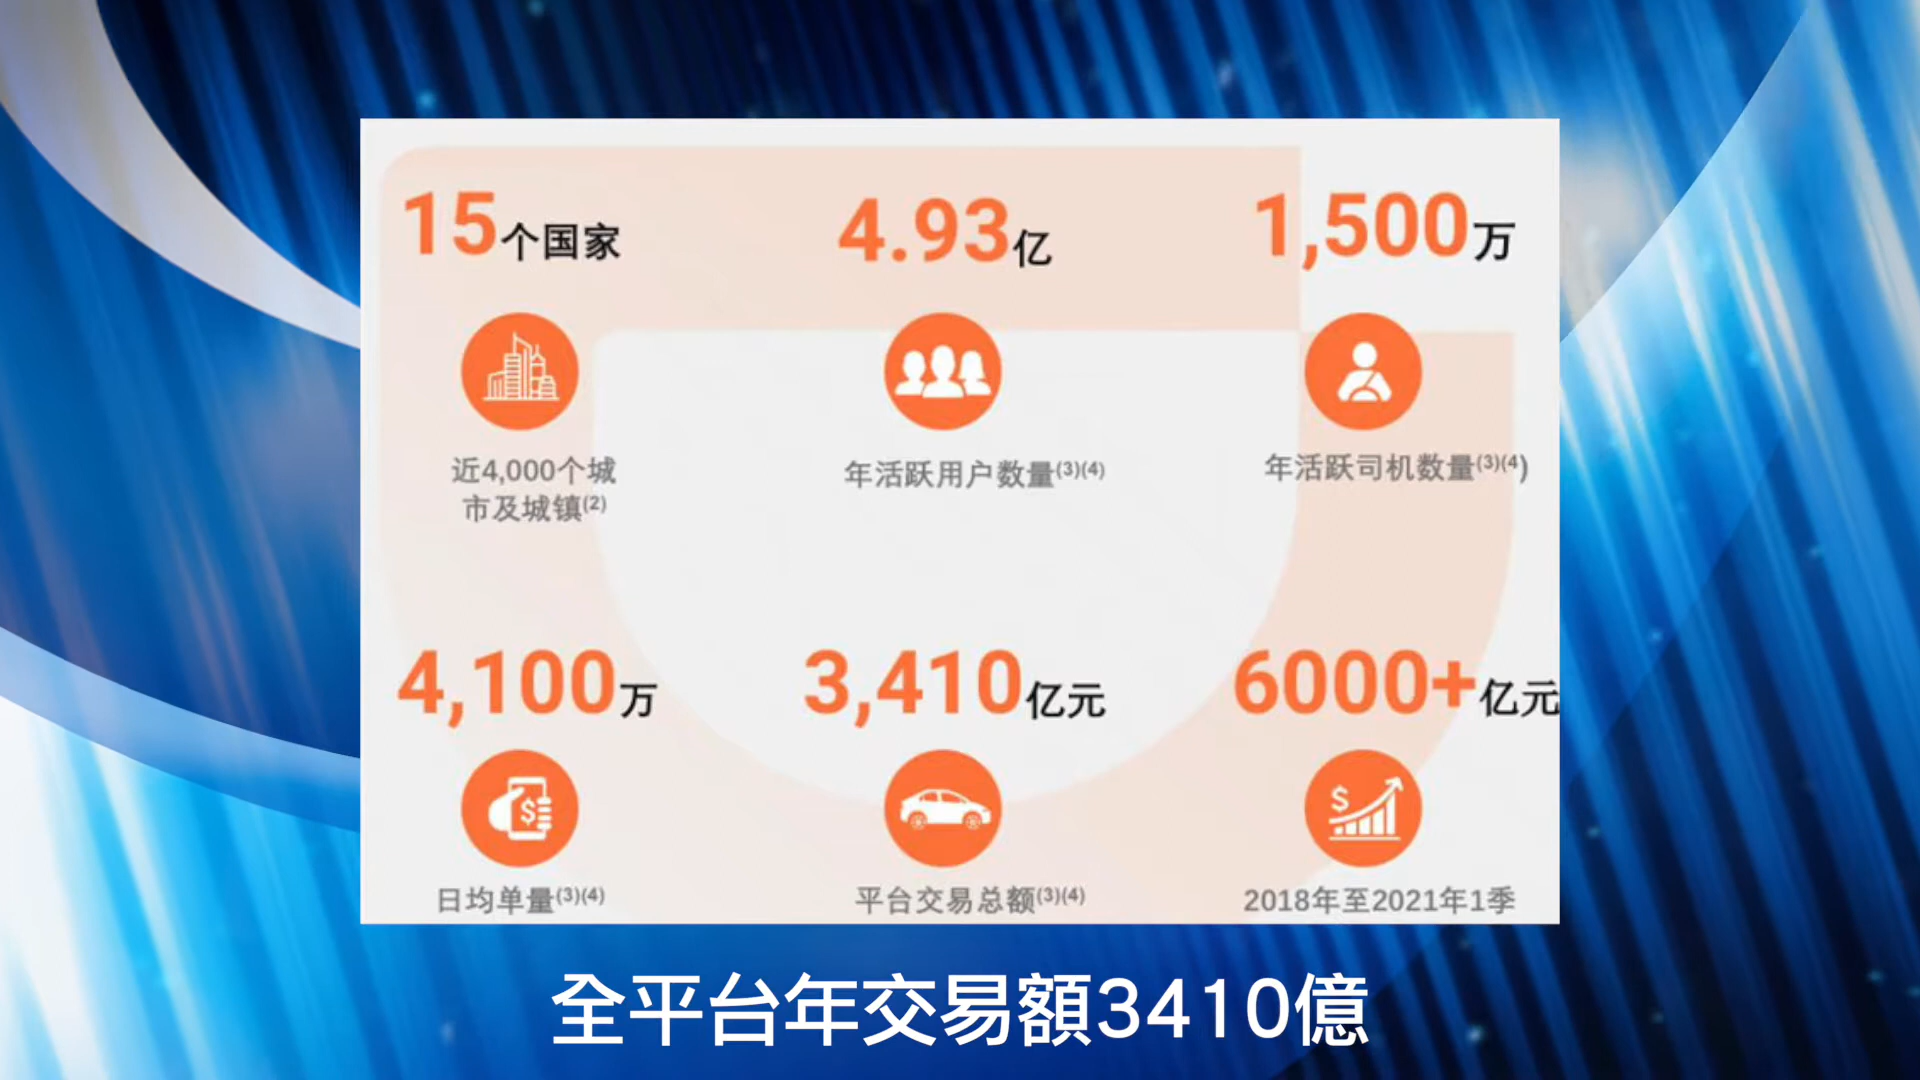 15个国家
4.93亿
1,500万
近4,000个城
市及城镇(2)
年活跃用户数量(3)(4)
年活跃司机数量(3)(4)
4,100万
3,410亿元
6000+亿元
$
$
日均单量(3)(4)
平台交易总额(3)(4)
2018年至2021年1季
全平台年交易額3410億